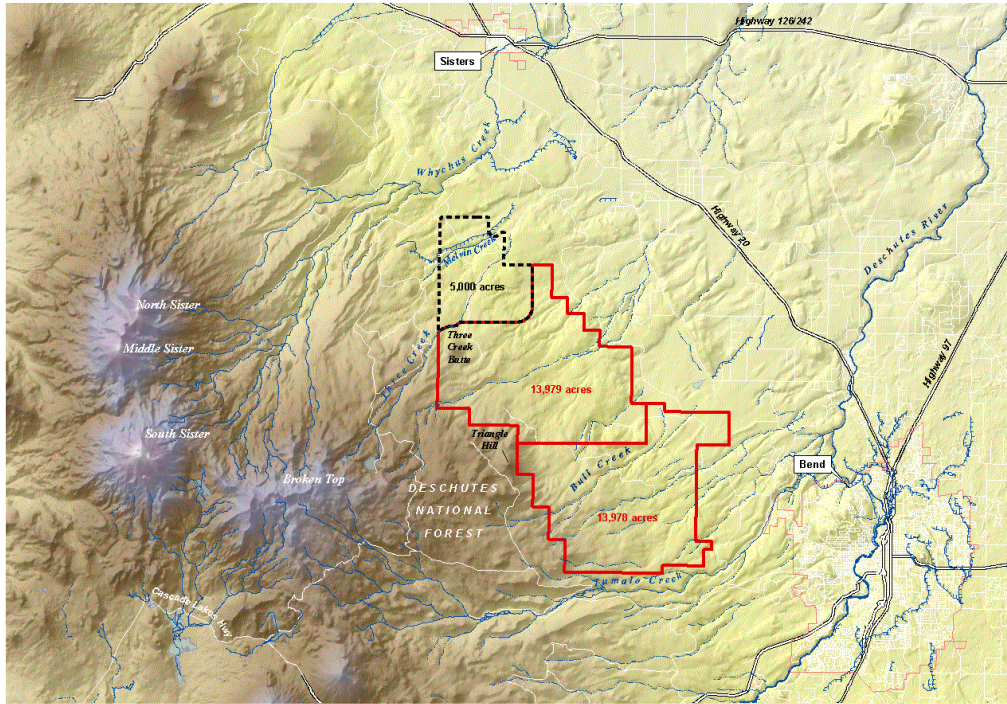 Highway 126/242
Sisters
Whychus Creek
Highway 20
Deschutes River
Melvin Creek
5,000 acres
North Sister
Middle Sister
Three Creek
Three
Creek
Butte
Highway 97
13,979 acres
South Sister
Triangle
Hill
Bull Creek
Bend
Broken Top
DESCHUTES
NATIONAL
FOREST
13,978 acres
Tumalo Creek
Cascade Lakes Hwy